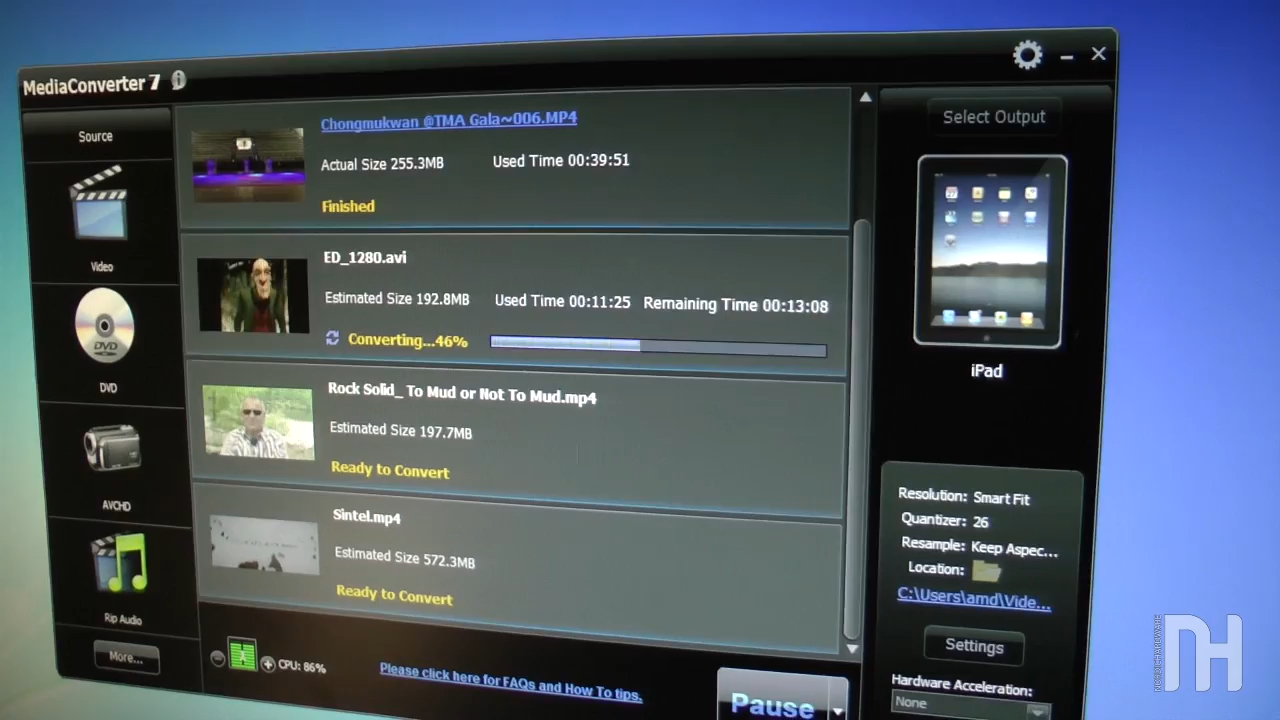 MediaConverter 7
Source
Video
DVD
DVD
AVCHD
Rip Audio
More...
Chongmukwan @TMA Gala~006.MP4
Actual Size 255.3MB
Used Time 00:39:51
Finished
ED_1280.avi
Estimated Size 192.8MB
Used Time 00:11:25
Remaining Time 00:13:08
Converting...46%
Rock Solid_ To Mud or Not To Mud.mp4
Estimated Size 197.7MB
Ready to Convert
Sintel.mp4
Estimated Size 572.3MB
Ready to Convert
CPU: 86%
Please click here for FAQs and How To tips.
Pause
Select Output
iPad
Resolution: Smart Fit
Quantizer: 26
Resample: Keep Aspec...
Location:
C:\Users\amd\Vide...
Settings
Hardware Acceleration:
None